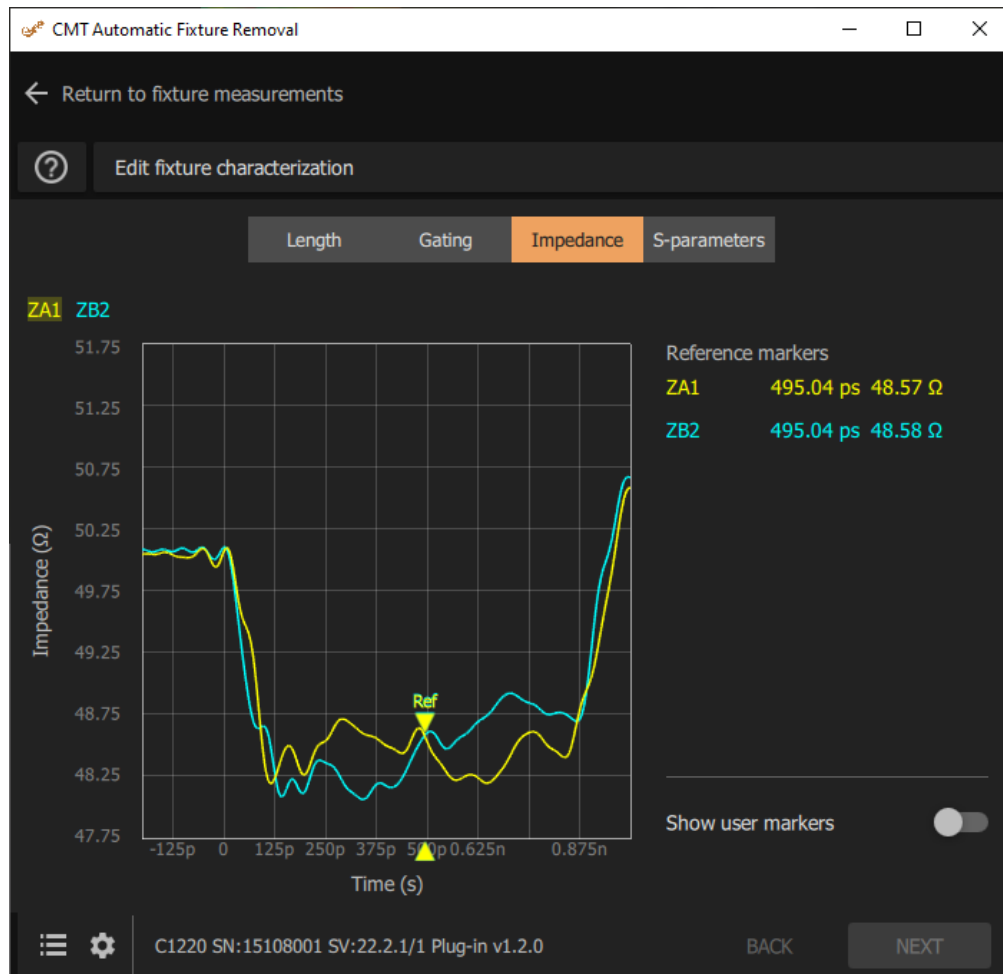 CMT Automatic Fixture Removal
Return to fixture measurements
Edit fixture characterization
Length Gating Impedance S-parameters
ZA1 ZB2
51.75
51.25
50.75
50.25
49.75
49.25
48.75
48.25
47.75
Impedance (Ω)
Ref
-125p 0 125p 250p 375p 500p 0.625n 0.875n
Time (s)
Reference markers
ZA1 495.04 ps 48.57 Ω
ZB2 495.04 ps 48.58 Ω
Show user markers
C1220 SN:15108001 SV:22.2.1/1 Plug-in v1.2.0 BACK NEXT